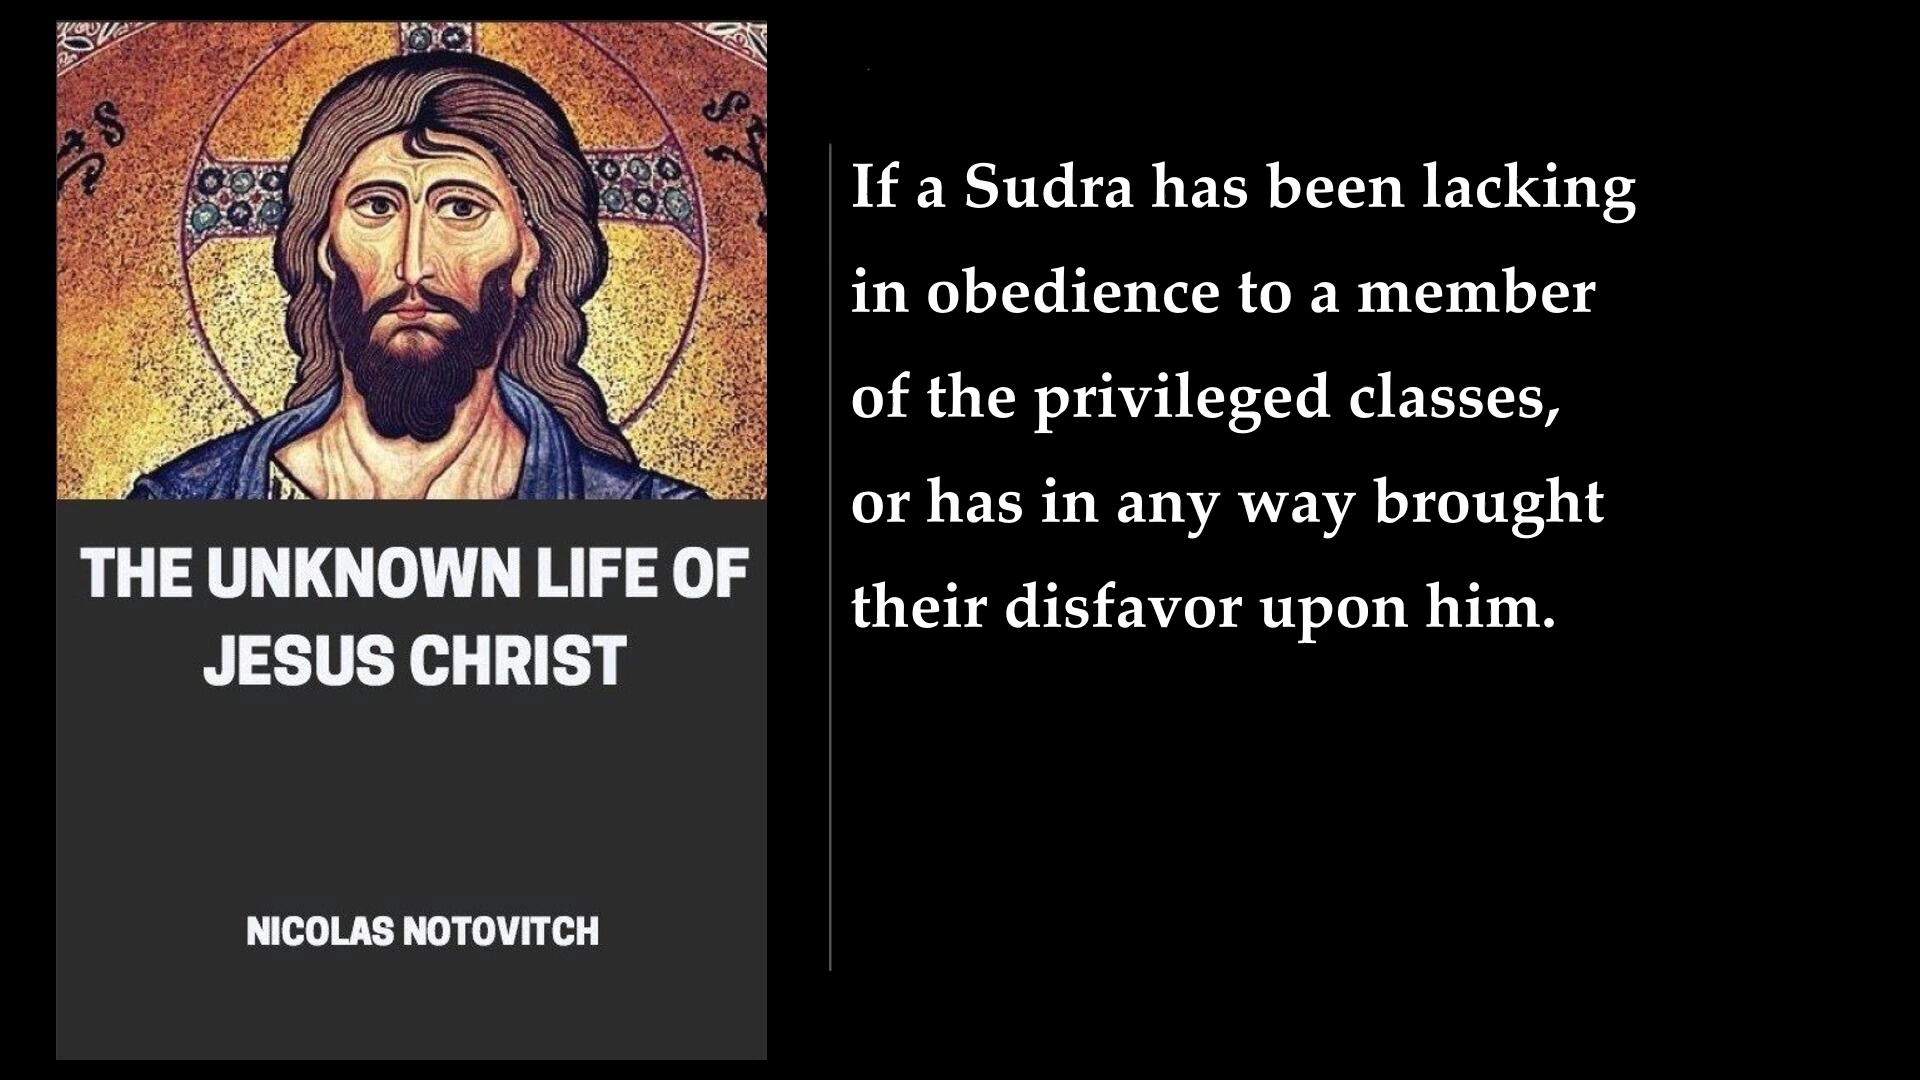 THE UNKNOWN LIFE OF
JESUS CHRIST
NICOLAS NOTOVITCH
If a Sudra has been lacking
in obedience to a member
of the privileged classes,
or has in any way brought
their disfavor upon him.